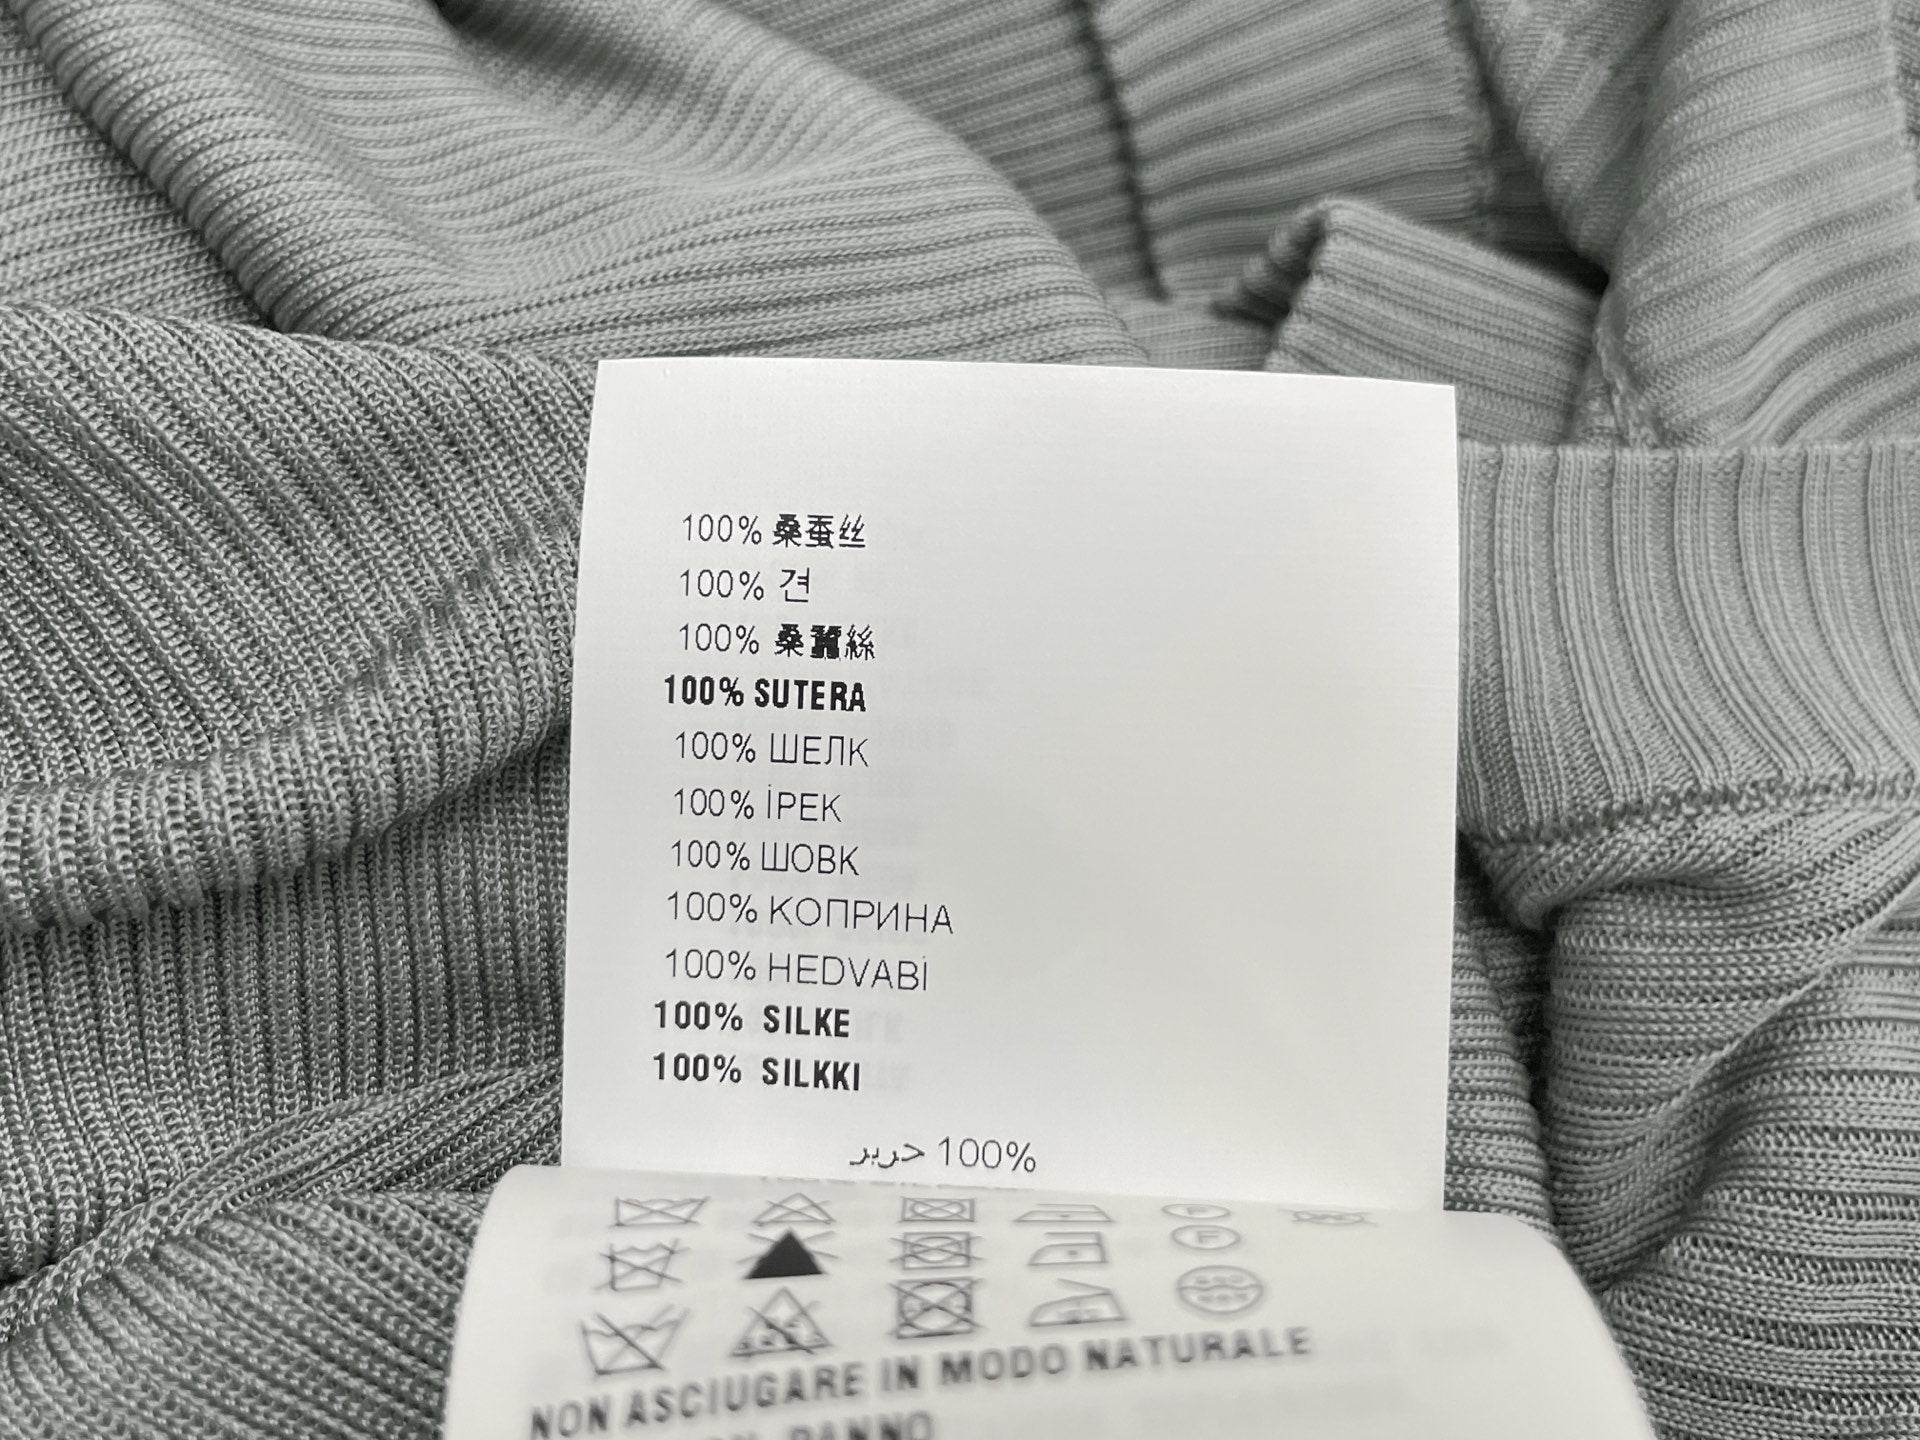 100% 桑蚕丝
100% 견
100% 桑蠶絲
100% SUTERA
100% ШЕЛК
100% İPEK
100% ШОВК
100% КОПРИНА
100% HEDVABİ
100% SILKE
100% SILKKI
100% حرير
NON ASCIUGARE IN MODO NATURALE
PANNO